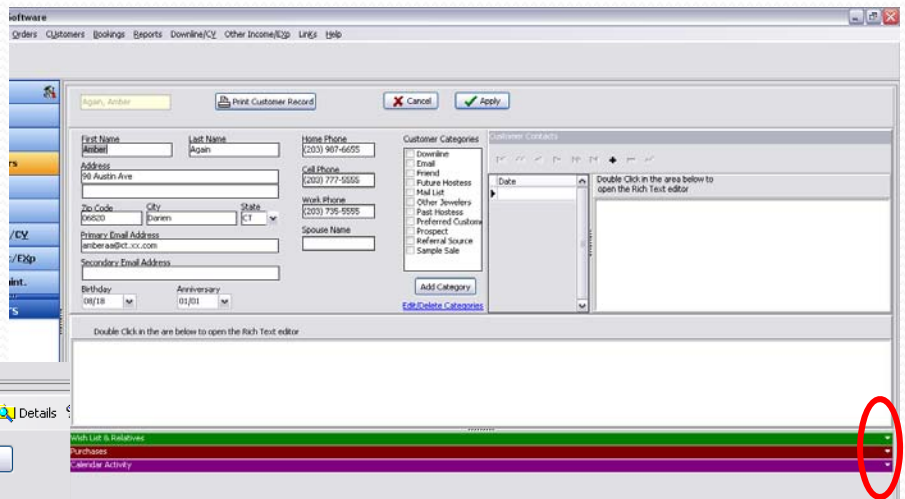 oftware
Orders CUstomers Bookings Reports Downline/CV Other Income/EXp Links Help
Again, Amber Print Customer Record Cancel Apply
First Name Last Name Home Phone Customer Categories Customer Contacts
Amber Again (203) 987-6655
Address Cell Phone
98 Austin Ave (203) 777-5555
Zip Code City State Work Phone
06820 Darien CT (203) 735-5555
Primary Email Address Spouse Name
amberaa@ct.xx.com
Secondary Email Address
Birthday Anniversary
08/18 01/01
Downline
Email
Friend
Future Hostess
Mail List
Other Jewelers
Past Hostess
Preferred Custome
Prospect
Referral Source
Sample Sale
Add Category
Edit/Delete Categories
Date
Double Click in the area below to
open the Rich Text editor
rs
/CV
:/EXp
aint.
rs
Double Click in the are below to open the Rich Text editor
Details
Wish List & Relatives
Purchases
Calendar Activity